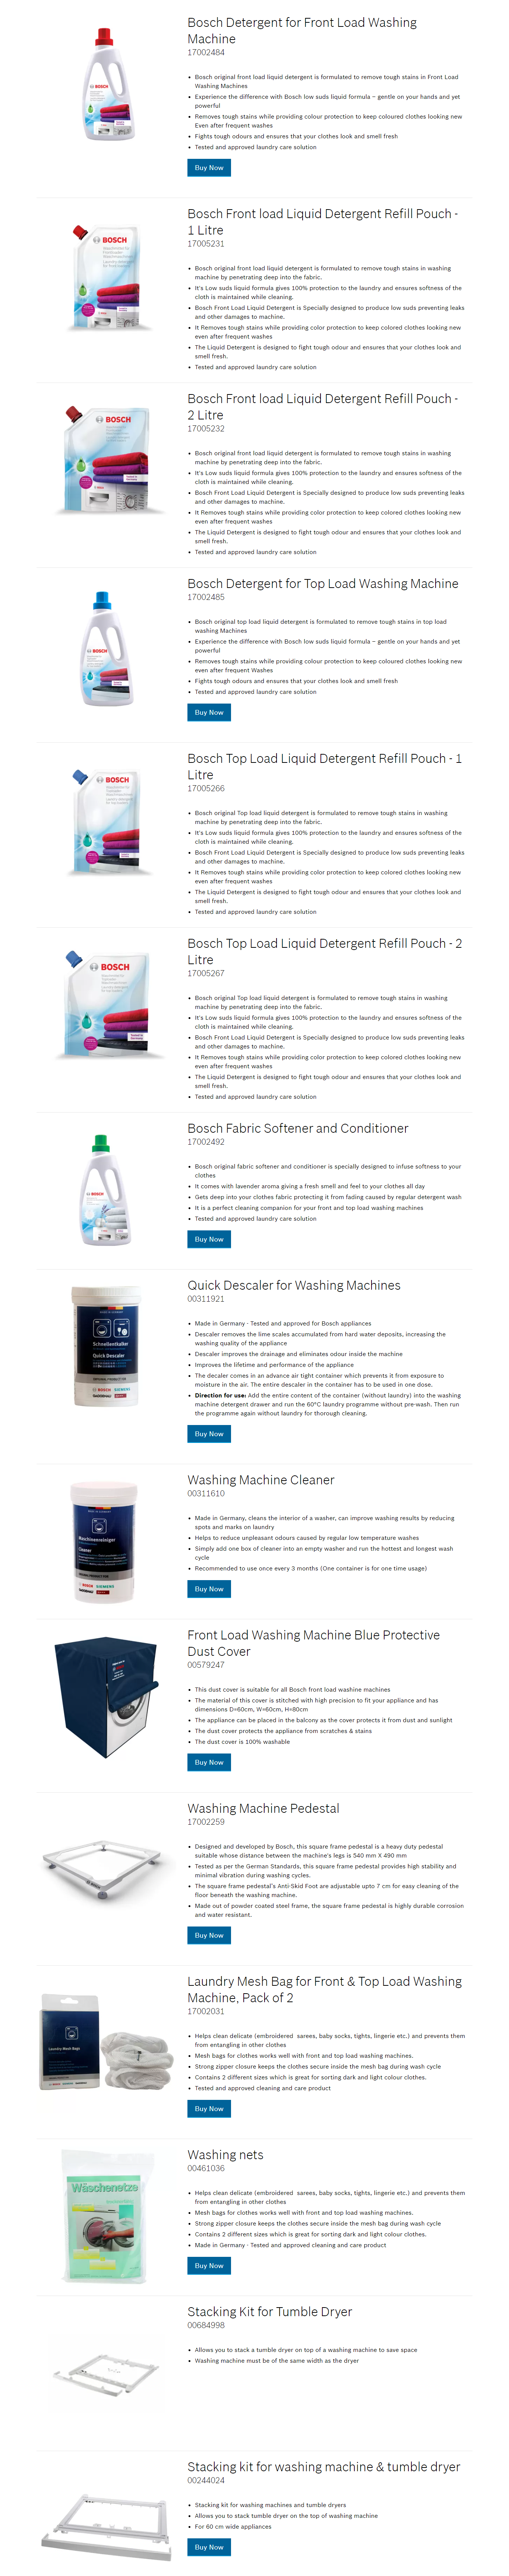 Bosch Detergent for Front Load Washing
Machine
17002484
Bosch original front load liquid detergent is formulated to remove tough stains in Front Load
Washing Machines
Experience the difference with Bosch low suds liquid formula – gentle on your hands and yet
powerful
Removes tough stains while providing colour protection to keep coloured clothes looking new
Even after frequent washes
Fights tough odours and ensures that your clothes look and smell fresh
Tested and approved laundry care solution
Buy Now
BOSCH
Bosch Front load Liquid Detergent Refill Pouch -
1 Litre
17005231
Bosch original front load liquid detergent is formulated to remove tough stains in washing
machine by penetrating deep into the fabric.
It's Low suds liquid formula gives 100% protection to the laundry and ensures softness of the
cloth is maintained while cleaning.
Bosch Front Load Liquid Detergent is Specially designed to produce low suds preventing leaks
and other damages to machine.
It Removes tough stains while providing color protection to keep colored clothes looking new
even after frequent washes
The Liquid Detergent is designed to fight tough odour and ensures that your clothes look and
smell fresh.
Tested and approved laundry care solution
BOSCH
Bosch Front load Liquid Detergent Refill Pouch -
2 Litre
17005232
Bosch original front load liquid detergent is formulated to remove tough stains in washing
machine by penetrating deep into the fabric.
It's Low suds liquid formula gives 100% protection to the laundry and ensures softness of the
cloth is maintained while cleaning.
Bosch Front Load Liquid Detergent is Specially designed to produce low suds preventing leaks
and other damages to machine.
It Removes tough stains while providing color protection to keep colored clothes looking new
even after frequent washes
The Liquid Detergent is designed to fight tough odour and ensures that your clothes look and
smell fresh.
Tested and approved laundry care solution
BOSCH
Bosch Detergent for Top Load Washing Machine
17002485
Bosch original top load liquid detergent is formulated to remove tough stains in top load
washing Machines
Experience the difference with Bosch low suds liquid formula – gentle on your hands and yet
powerful
Removes tough stains while providing colour protection to keep coloured clothes looking new
even after frequent Washes
Fights tough odours and ensures that your clothes look and smell fresh
Tested and approved laundry care solution
Buy Now
BOSCH
Bosch Top Load Liquid Detergent Refill Pouch - 1
Litre
17005266
Bosch original Top load liquid detergent is formulated to remove tough stains in washing
machine by penetrating deep into the fabric.
It's Low suds liquid formula gives 100% protection to the laundry and ensures softness of the
cloth is maintained while cleaning.
Bosch Front Load Liquid Detergent is Specially designed to produce low suds preventing leaks
and other damages to machine.
It Removes tough stains while providing color protection to keep colored clothes looking new
even after frequent washes
The Liquid Detergent is designed to fight tough odour and ensures that your clothes look and
smell fresh.
Tested and approved laundry care solution
BOSCH
Bosch Top Load Liquid Detergent Refill Pouch - 2
Litre
17005267
Bosch original Top load liquid detergent is formulated to remove tough stains in washing
machine by penetrating deep into the fabric.
It's Low suds liquid formula gives 100% protection to the laundry and ensures softness of the
cloth is maintained while cleaning.
Bosch Front Load Liquid Detergent is Specially designed to produce low suds preventing leaks
and other damages to machine.
It Removes tough stains while providing color protection to keep colored clothes looking new
even after frequent washes
The Liquid Detergent is designed to fight tough odour and ensures that your clothes look and
smell fresh.
Tested and approved laundry care solution
BOSCH
Bosch Fabric Softener and Conditioner
17002492
Bosch original fabric softener and conditioner is specially designed to infuse softness to your
clothes
It comes with lavender aroma giving a fresh smell and feel to your clothes all day
Gets deep into your clothes fabric protecting it from fading caused by regular detergent wash
It is a perfect cleaning companion for your front and top load washing machines
Tested and approved laundry care solution
Buy Now
BOSCH
Quick Descaler for Washing Machines
00311921
Made in Germany - Tested and approved for Bosch appliances
Descaler removes the lime scales accumulated from hard water deposits, increasing the
washing quality of the appliance
Descaler improves the drainage and eliminates odour inside the machine
Improves the lifetime and performance of the appliance
The decaler comes in an advance air tight container which prevents it from exposure to
moisture in the air. The entire descaler in the container has to be used in one dose.
Direction for use: Add the entire content of the container (without laundry) into the washing
machine detergent drawer and run the 60°C laundry programme without pre-wash. Then run
the programme again without laundry for thorough cleaning.
Buy Now
Schnellentkalker
Quick Descaler
BOSCH SIEMENS
Washing Machine Cleaner
00311610
Made in Germany, cleans the interior of a washer, can improve washing results by reducing
spots and marks on laundry
Helps to reduce unpleasant odours caused by regular low temperature washes
Simply add one box of cleaner into an empty washer and run the hottest and longest wash
cycle
Recommended to use once every 3 months (One container is for one time usage)
Buy Now
Maschinenreiniger
Cleaner
BOSCH SIEMENS
Front Load Washing Machine Blue Protective
Dust Cover
00579247
This dust cover is suitable for all Bosch front load washine machines
The material of this cover is stitched with high precision to fit your appliance and has
dimensions D=60cm, W=60cm, H=80cm
The appliance can be placed in the balcony as the cover protects it from dust and sunlight
The dust cover protects the appliance from scratches & stains
The dust cover is 100% washable
Buy Now
Washing Machine Pedestal
17002259
Designed and developed by Bosch, this square frame pedestal is a heavy duty pedestal
suitable whose distance between the machine's legs is 540 mm X 490 mm
Tested as per the German Standards, this square frame pedestal provides high stability and
minimal vibration during washing cycles.
The square frame pedestal's Anti-Skid Foot are adjustable upto 7 cm for easy cleaning of the
floor beneath the washing machine.
Made out of powder coated steel frame, the square frame pedestal is highly durable corrosion
and water resistant.
Buy Now
Laundry Mesh Bag for Front & Top Load Washing
Machine, Pack of 2
17002031
Helps clean delicate (embroidered sarees, baby socks, tights, lingerie etc.) and prevents them
from entangling in other clothes
Mesh bags for clothes works well with front and top load washing machines.
Strong zipper closure keeps the clothes secure inside the mesh bag during wash cycle
Contains 2 different sizes which is great for sorting dark and light colour clothes.
Tested and approved cleaning and care product
Buy Now
Laundry Mesh Bags
Washing nets
00461036
Helps clean delicate (embroidered sarees, baby socks, tights, lingerie etc.) and prevents them
from entangling in other clothes
Mesh bags for clothes works well with front and top load washing machines.
Strong zipper closure keeps the clothes secure inside the mesh bag during wash cycle
Contains 2 different sizes which is great for sorting dark and light colour clothes.
Made in Germany - Tested and approved cleaning and care product
Buy Now
Wäschenetze
Stacking Kit for Tumble Dryer
00684998
Allows you to stack a tumble dryer on top of a washing machine to save space
Washing machine must be of the same width as the dryer
Stacking kit for washing machine & tumble dryer
00244024
Stacking kit for washing machines and tumble dryers
Allows you to stack tumble dryer on the top of washing machine
For 60 cm wide appliances
Buy Now